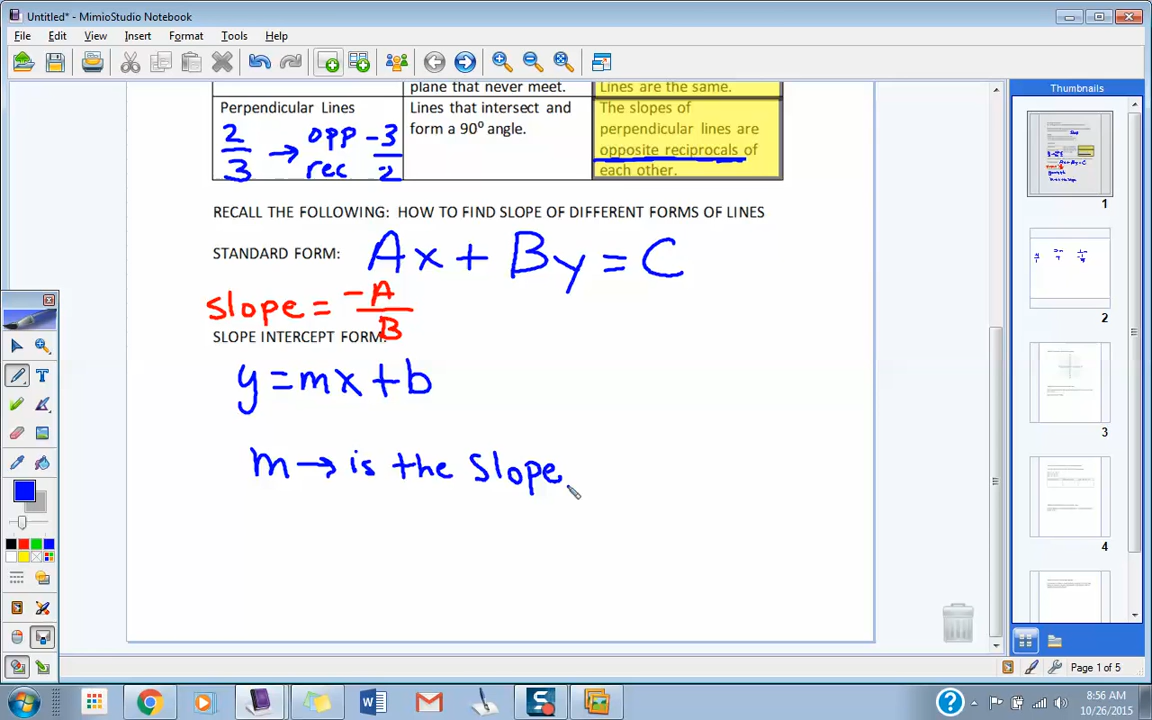 Untitled* - MimioStudio Notebook
File Edit View Insert Format Tools Help
plane that never meet.
Lines are the same.
Perpendicular Lines
Lines that intersect and
form a 90⁰ angle.
The slopes of
perpendicular lines are
opposite reciprocals of
each other.
2/3 → opp rec -3/2
RECALL THE FOLLOWING: HOW TO FIND SLOPE OF DIFFERENT FORMS OF LINES
STANDARD FORM: Ax + By = C
slope = -A/B
SLOPE INTERCEPT FORM:
y = mx + b
m → is the slope
Thumbnails
1
2
3
4
Page 1 of 5
8:56 AM
10/26/2015